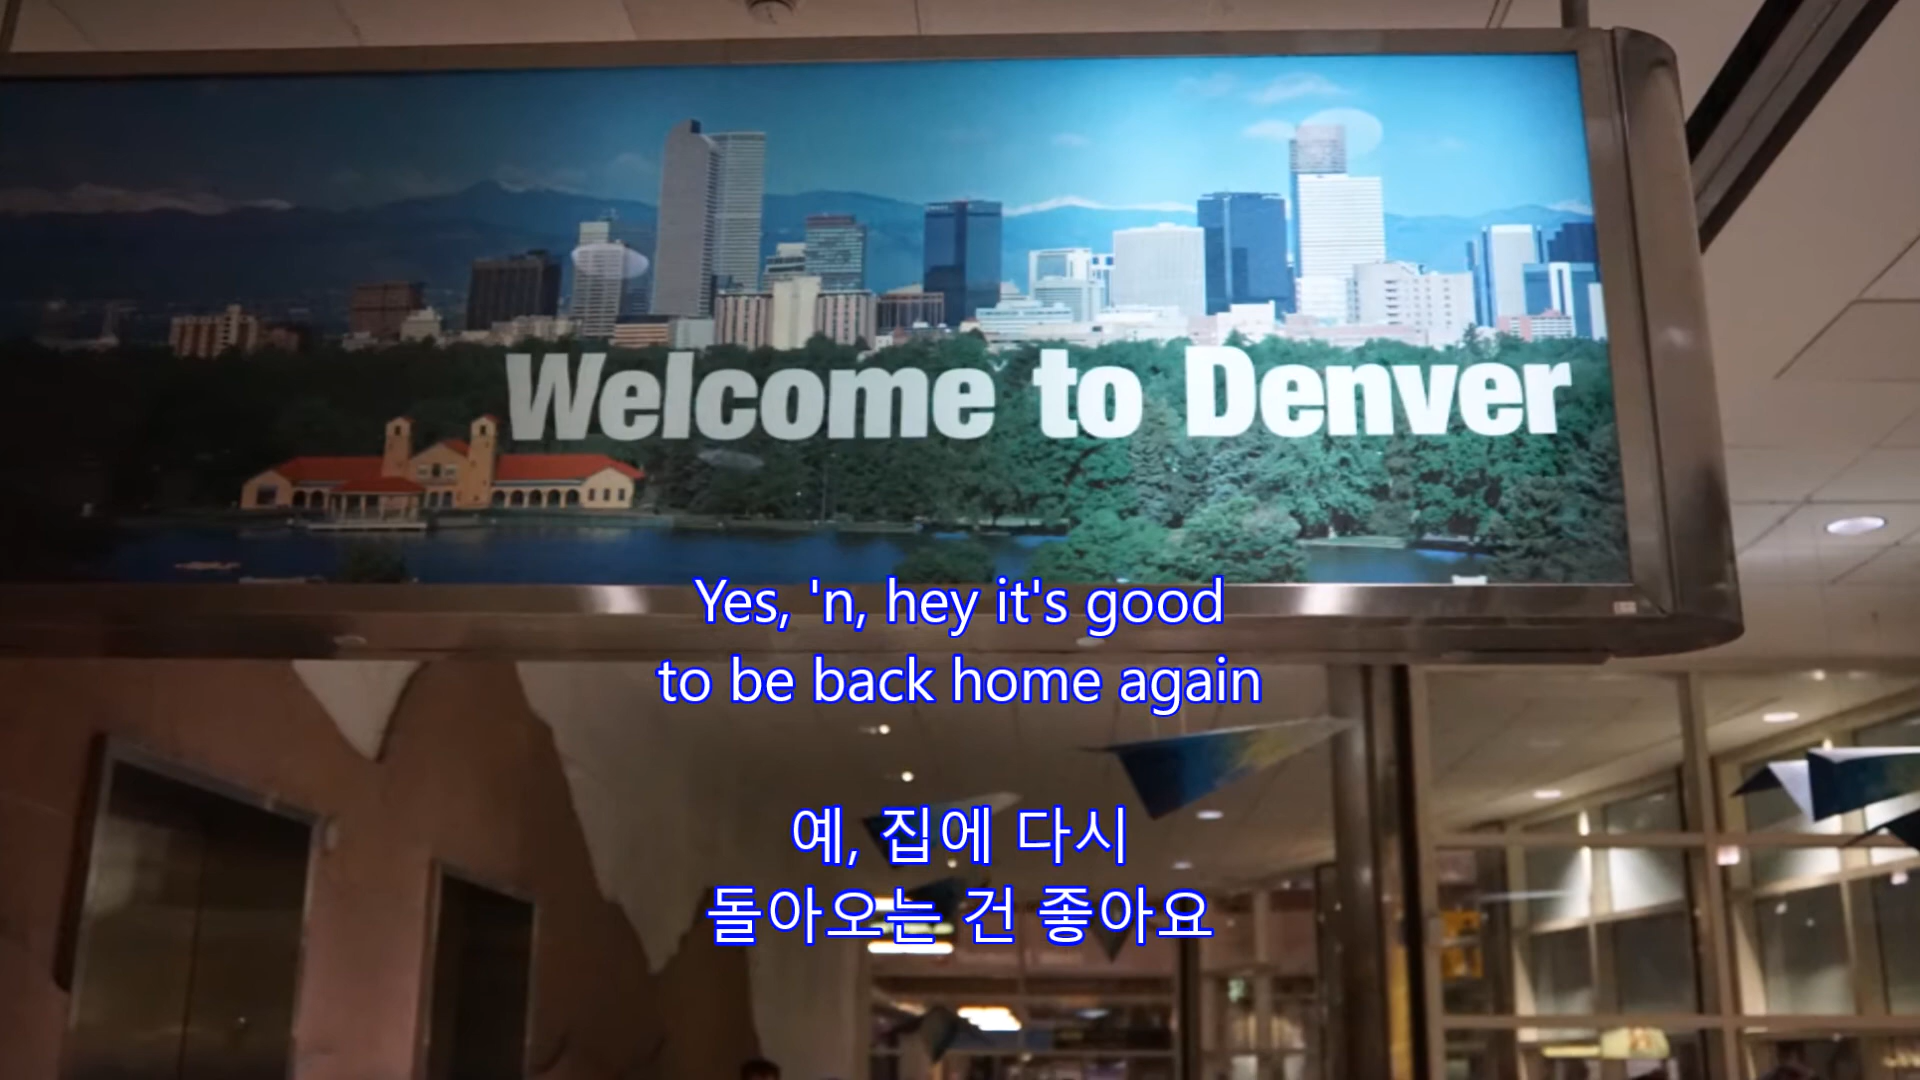 Welcome to Denver
Yes, 'n, hey it's good
to be back home again
예, 집에 다시
돌아오는 건 좋아요